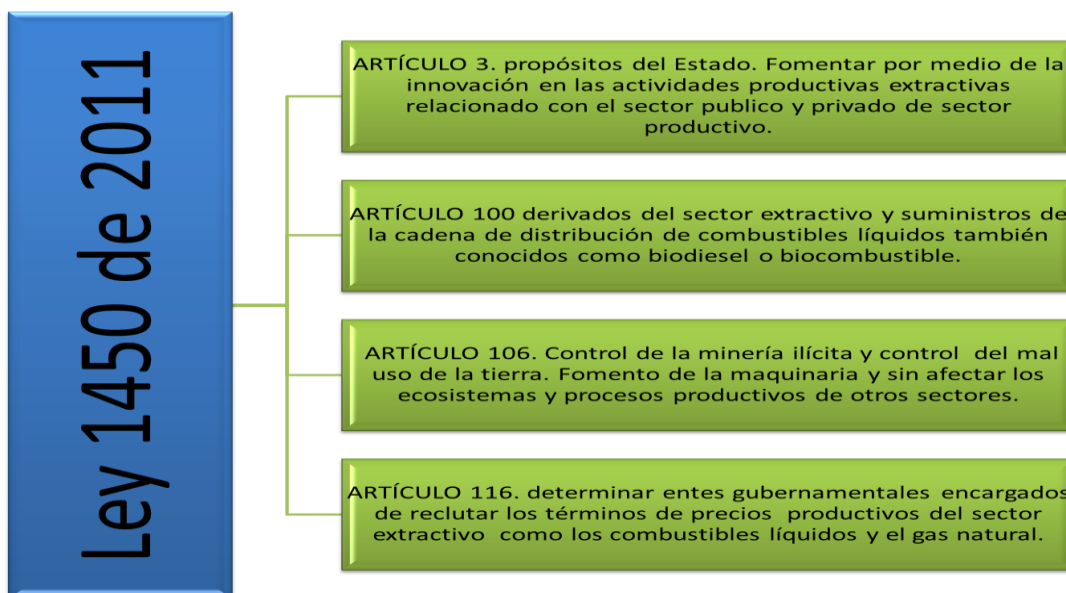 Ley 1450 de 2011
ARTÍCULO 3. propósitos del Estado. Fomentar por medio de la
innovación en las actividades productivas extractivas
relacionado con el sector publico y privado de sector
productivo.
ARTÍCULO 100 derivados del sector extractivo y suministros de
la cadena de distribución de combustibles líquidos también
conocidos como biodiesel o biocombustible.
ARTÍCULO 106. Control de la minería ilícita y control del mal
uso de la tierra. Fomento de la maquinaria y sin afectar los
ecosistemas y procesos productivos de otros sectores.
ARTÍCULO 116. determinar entes gubernamentales encargados
de reclutar los términos de precios productivos del sector
extractivo como los combustibles líquidos y el gas natural.